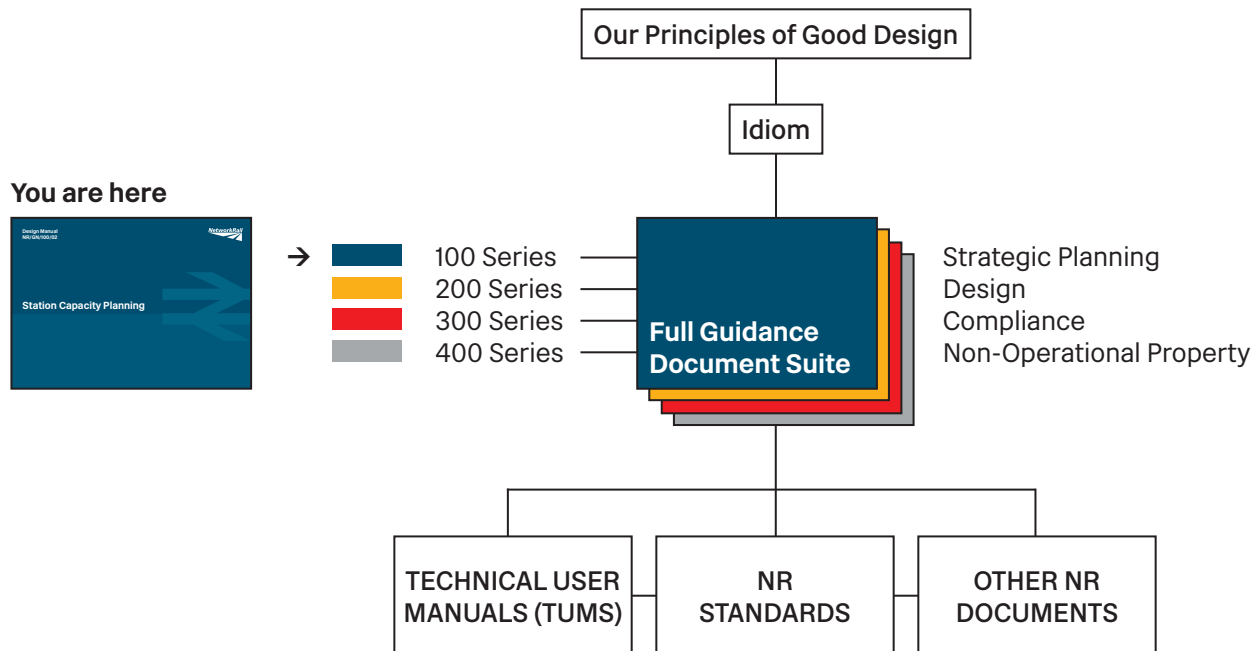 Our Principles of Good Design
Idiom
You are here
Design Manual
NR/GN/100/02
NetworkRail
Station Capacity Planning
→
100 Series
Strategic Planning
200 Series
Design
300 Series
Compliance
400 Series
Non-Operational Property
Full Guidance
Document Suite
TECHNICAL USER
MANUALS (TUMS)
NR
STANDARDS
OTHER NR
DOCUMENTS